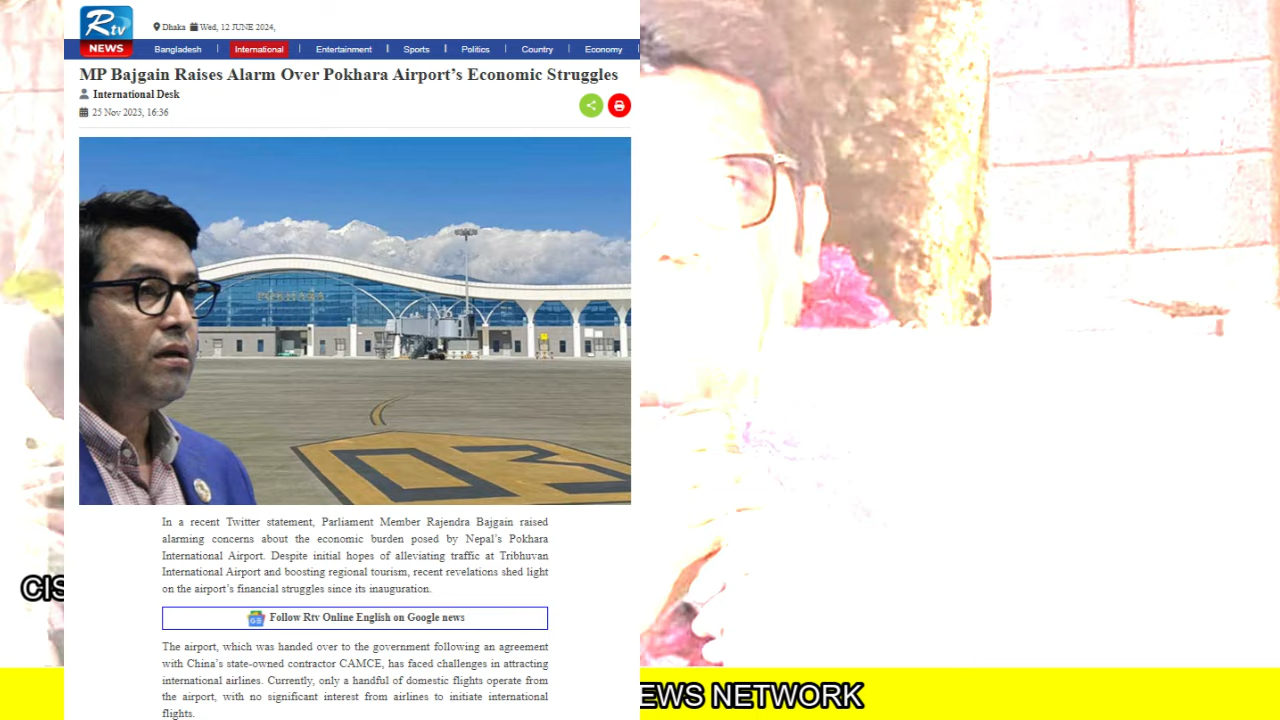 Rtv
NEWS
Dhaka Wed, 12 JUNE 2024,
Bangladesh | International | Entertainment | Sports | Politics | Country | Economy |
MP Bajgain Raises Alarm Over Pokhara Airport's Economic Struggles
International Desk
25 Nov 2023, 16:36
POKHARA
03
In a recent Twitter statement, Parliament Member Rajendra Bajgain raised
alarming concerns about the economic burden posed by Nepal's Pokhara
International Airport. Despite initial hopes of alleviating traffic at Tribhuvan
International Airport and boosting regional tourism, recent revelations shed light
on the airport's financial struggles since its inauguration.
Follow Rtv Online English on Google news
The airport, which was handed over to the government following an agreement
with China's state-owned contractor CAMCE, has faced challenges in attracting
international airlines. Currently, only a handful of domestic flights operate from
the airport, with no significant interest from airlines to initiate international
flights.
CIS
EWS NETWORK